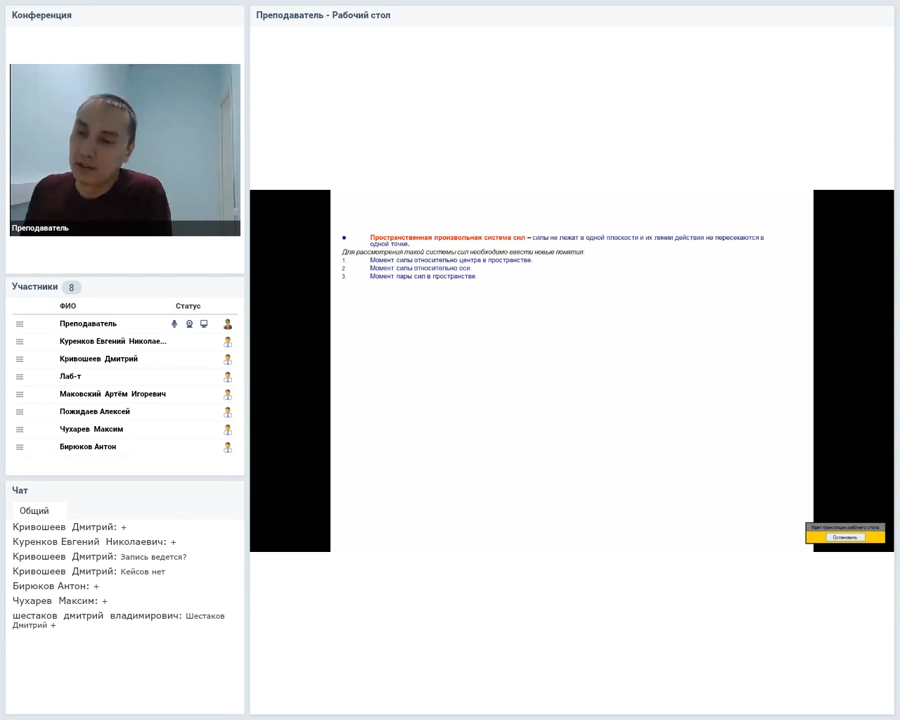 Конференция
Преподаватель
Участники 8
ФИО Статус
Преподаватель
Куренков Евгений Николае...
Кривошеев Дмитрий
Лаб-т
Маковский Артём Игоревич
Пожидаев Алексей
Чухарев Максим
Бирюков Антон
Чат
Общий
Кривошеев Дмитрий: +
Куренков Евгений Николаевич: +
Кривошеев Дмитрий: Запись ведется?
Кривошеев Дмитрий: Кейсов нет
Бирюков Антон: +
Чухарев Максим: +
шестаков дмитрий владимирович: Шестаков
Дмитрий +
Преподаватель - Рабочий стол
Пространственная произвольная система сил – силы не лежат в одной плоскости и их линии действия не пересекаются в
одной точке.
Для рассмотрения такой системы сил необходимо ввести новые понятия:
1. Момент силы относительно центра в пространстве.
2. Момент силы относительно оси.
3. Момент пары сил в пространстве.
Идет трансляция рабочего стола
Остановить